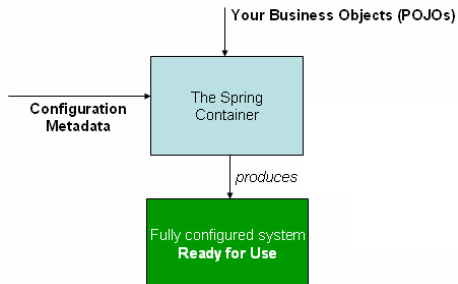 Your Business Objects (POJOs)
The Spring
Container
Configuration
Metadata
produces
Fully configured system
Ready for Use